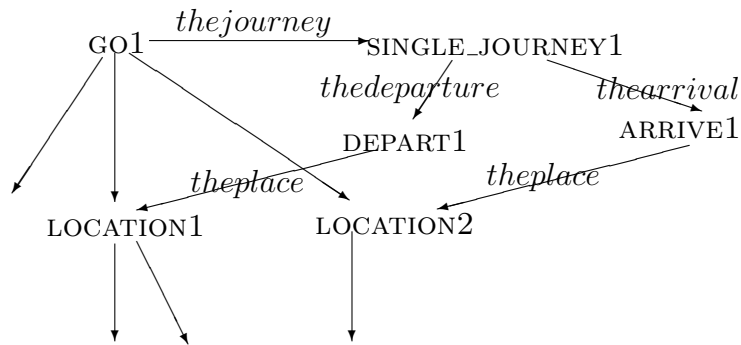 thejourney
GO1 SINGLE_JOURNEY1
thedeparture thearrival
DEPART1 ARRIVE1
theplace theplace
LOCATION1 LOCATION2